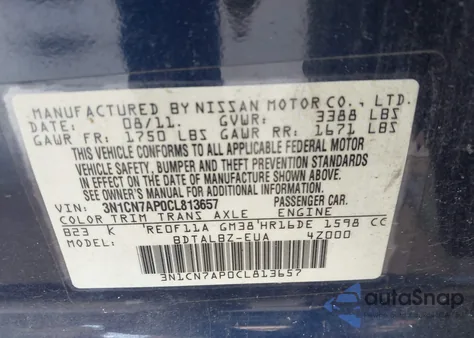 MANUFACTURED BY NISSAN MOTOR CO., LTD.
DATE: 08/11. GVWR: 3388 LBS
GAWR FR: 1750 LBS GAWR RR: 1671 LBS
THIS VEHICLE CONFORMS TO ALL APPLICABLE FEDERAL MOTOR
VEHICLE SAFETY, BUMPER AND THEFT PREVENTION STANDARDS
IN EFFECT ON THE DATE OF MANUFACTURE SHOWN ABOVE.
SEE OWNER'S MANUAL FOR ADDITIONAL INFORMATION.
VIN: 3N1CN7AP0CL813657 PASSENGER CAR.
COLOR TRIM TRANS AXLE ENGINE
B23 K RE0F11A GM38 HR16DE 1598 CC
MODEL: BDTALBZ-EUA 4Z000
3N1CN7AP0CL813657
autoSnap